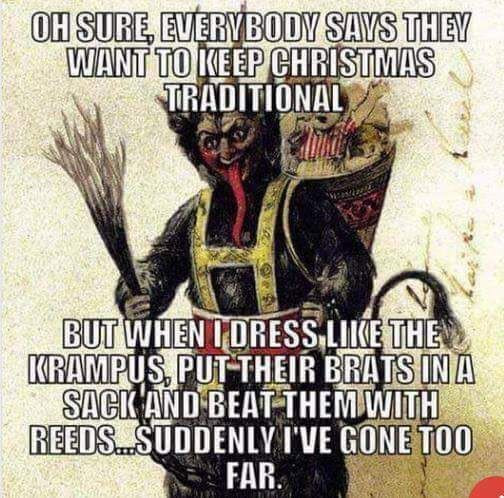 OH SURE, EVERYBODY SAYS THEY
WANT TO KEEP CHRISTMAS
TRADITIONAL
BUT WHEN I DRESS LIKE THE
KRAMPUS, PUT THEIR BRATS IN A
SACK AND BEAT THEM WITH
REEDS...SUDDENLY I'VE GONE TOO
FAR.